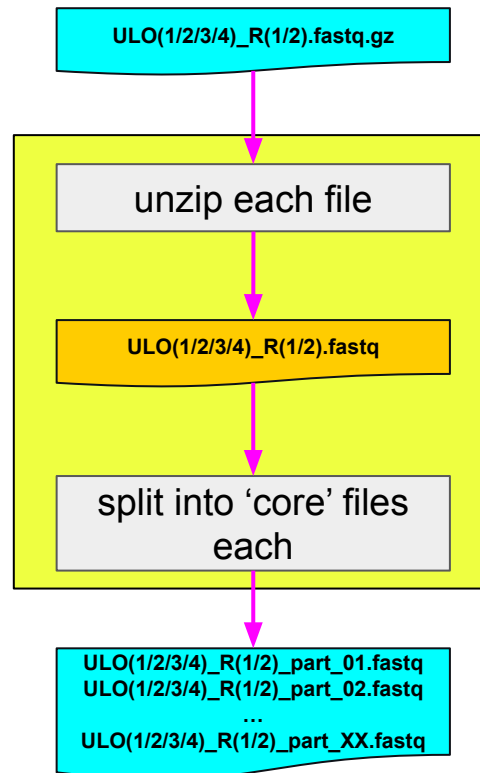 ULO(1/2/3/4)_R(1/2).fastq.gz
unzip each file
ULO(1/2/3/4)_R(1/2).fastq
split into ‘core’ files
each
ULO(1/2/3/4)_R(1/2)_part_01.fastq
ULO(1/2/3/4)_R(1/2)_part_02.fastq
...
ULO(1/2/3/4)_R(1/2)_part_XX.fastq